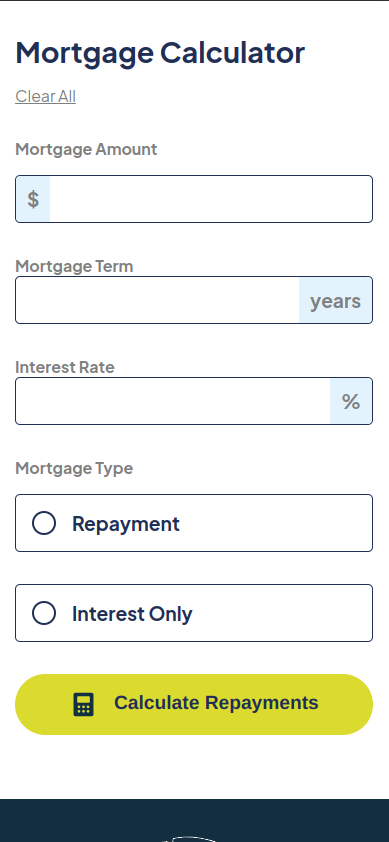 Mortgage Calculator
Clear All
Mortgage Amount
$
Mortgage Term
years
Interest Rate
%
Mortgage Type
Repayment
Interest Only
Calculate Repayments